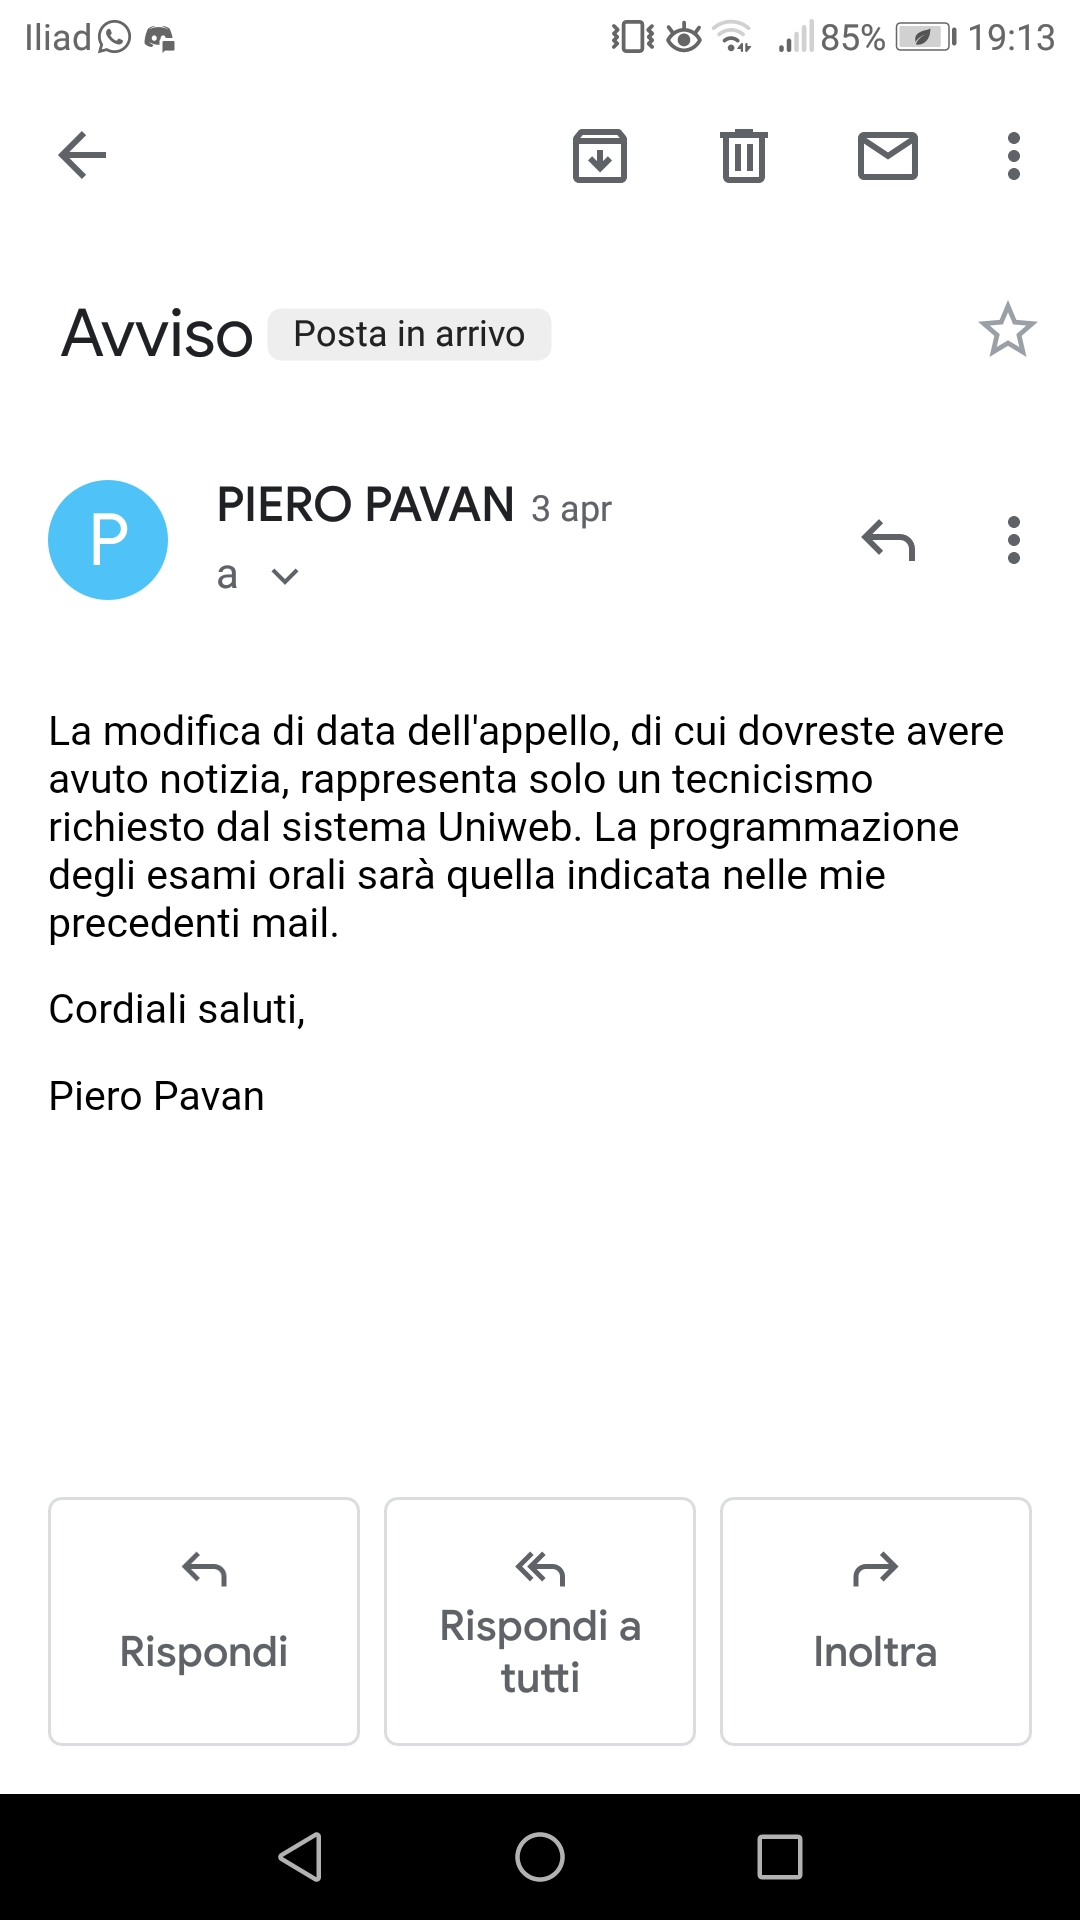 Iliad 85% 19:13
Avviso Posta in arrivo
P
PIERO PAVAN 3 apr
a
La modifica di data dell'appello, di cui dovreste avere
avuto notizia, rappresenta solo un tecnicismo
richiesto dal sistema Uniweb. La programmazione
degli esami orali sarà quella indicata nelle mie
precedenti mail.
Cordiali saluti,
Piero Pavan
Rispondi
Rispondi a
tutti
Inoltra